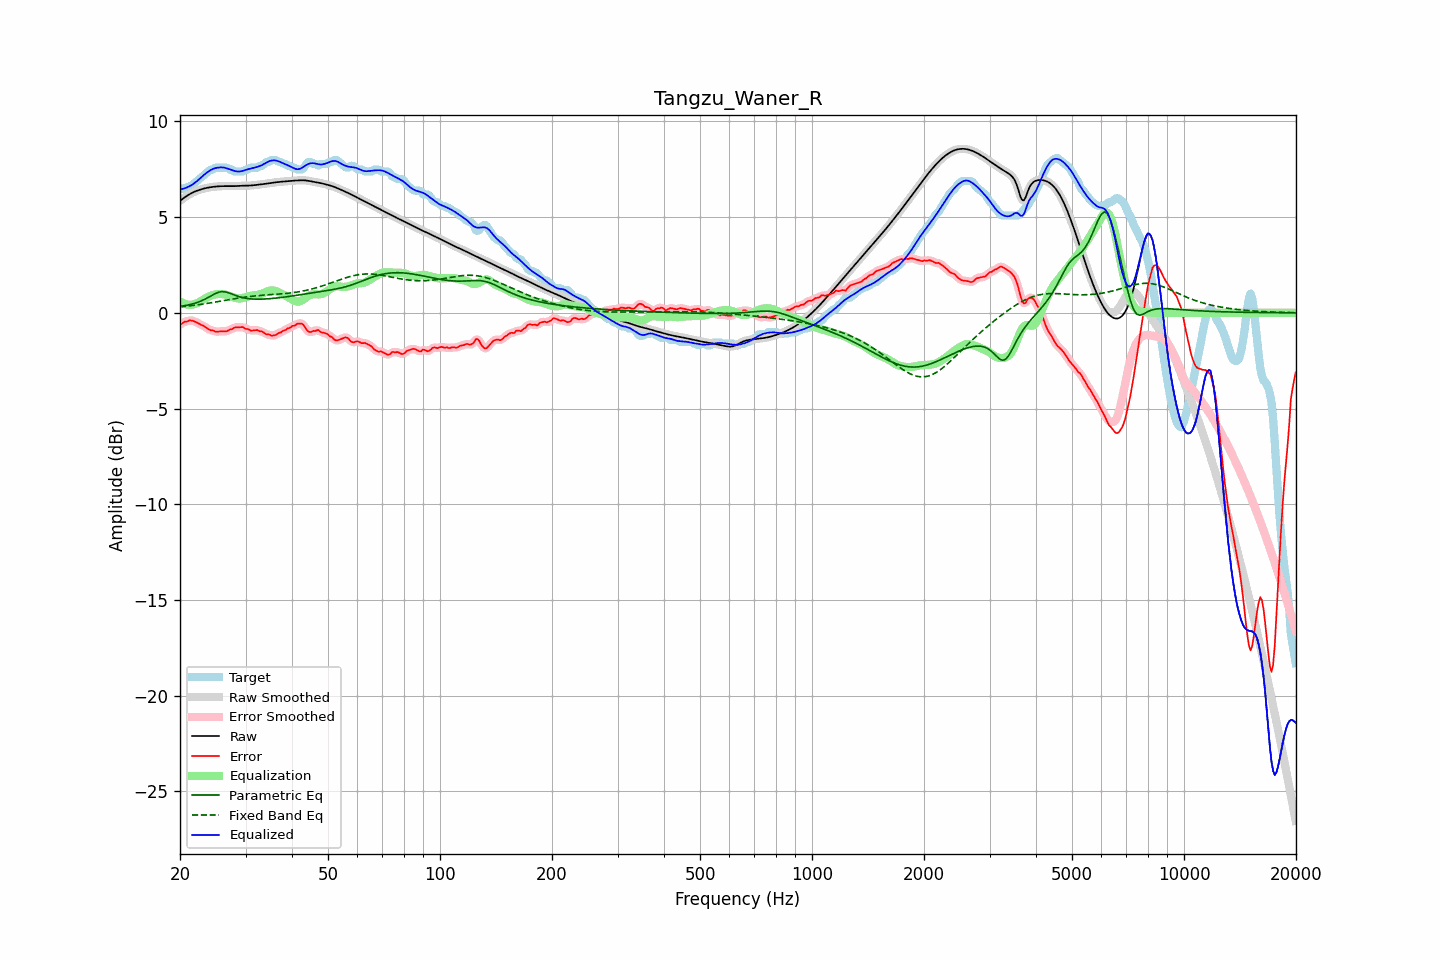 Tangzu_Waner_R
10
5
0
−5
−10
−15
−20
−25
Amplitude (dBr)
Target
Raw Smoothed
Error Smoothed
Raw
Error
Equalization
Parametric Eq
Fixed Band Eq
Equalized
20 50 100 200 500 1000 2000 5000 10000 20000
Frequency (Hz)